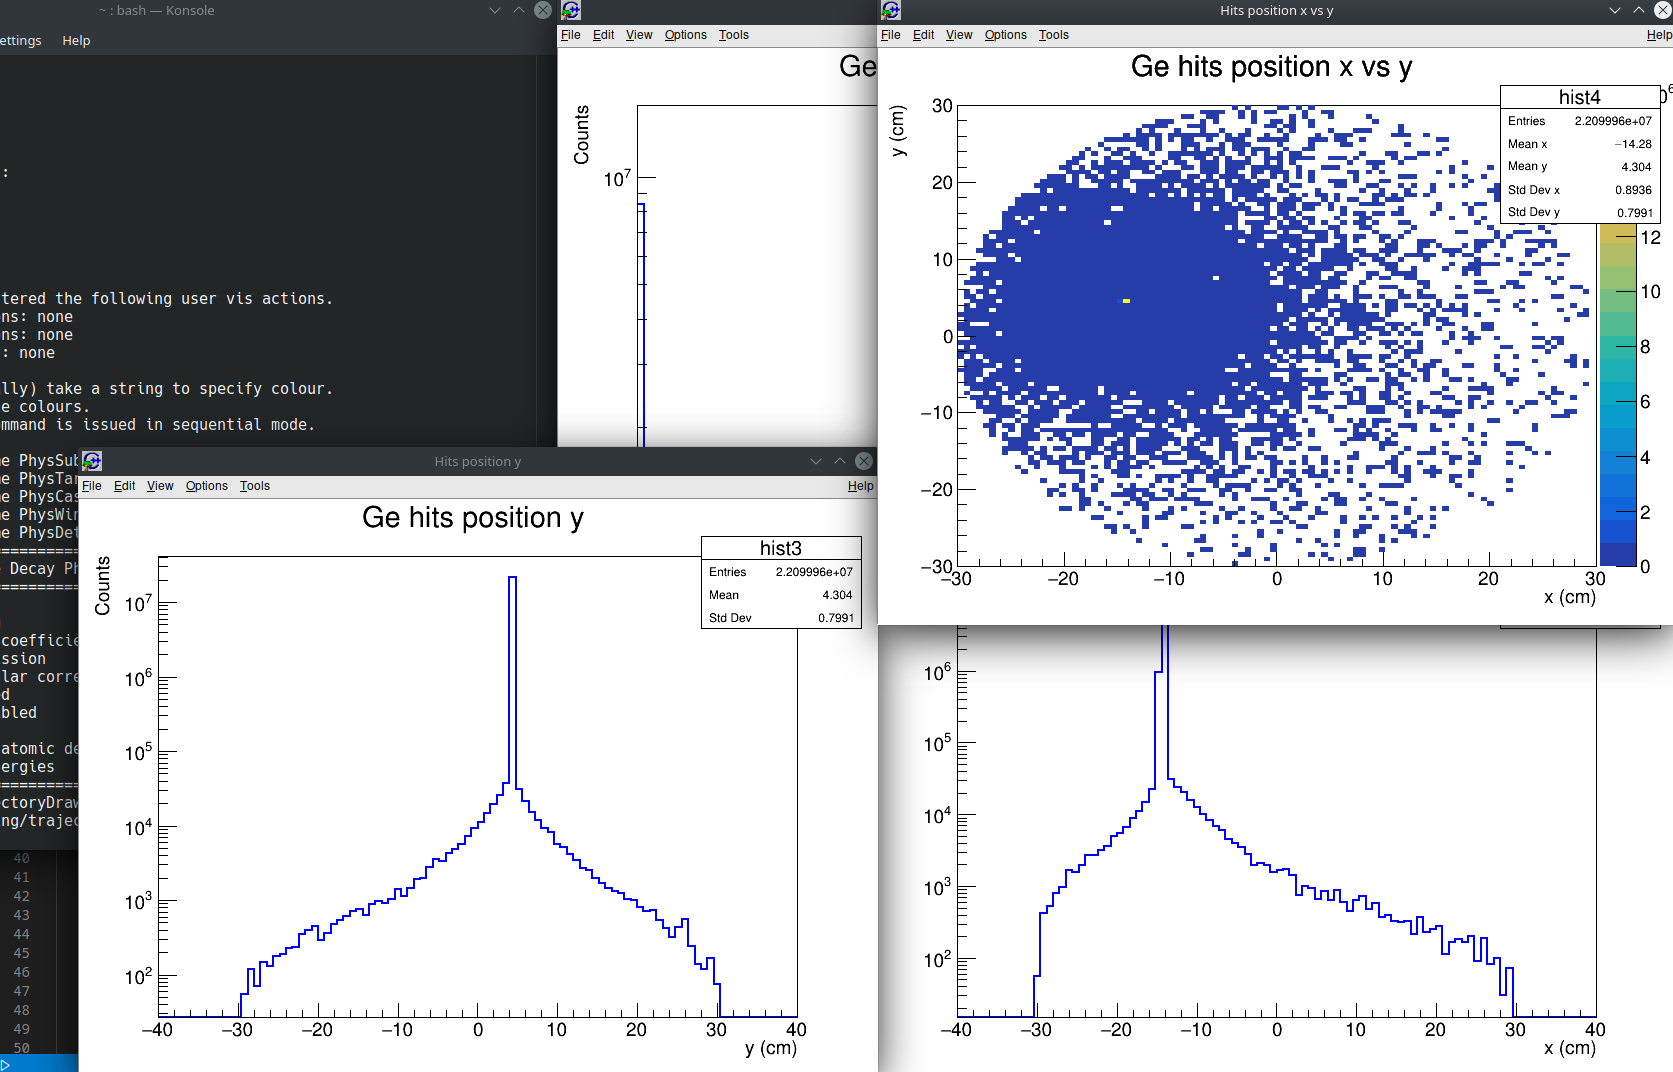 ~ : bash — Konsole
ettings Help
:
tered the following user vis actions.
ns: none
ns: none
: none
lly) take a string to specify colour.
e colours.
mmand is issued in sequential mode.
ne PhysSub
ne PhysTar
ne PhysCas
ne PhysWin
ne PhysDet
==========
Decay Ph
==========
coefficie
ssion
lar corre
d
bled
atomic de
ergies
==========
ectoryDraw
ng/trajec
40
41
42
43
44
45
46
47
48
49
50
File Edit View Options Tools
Ge
Counts
10^7
Hits position x vs y
File Edit View Options Tools Help
Ge hits position x vs y
y (cm)
30
20
10
0
−10
−20
−30
−30 −20 −10 0 10 20 30
x (cm)
hist4
Entries 2.209996e+07
Mean x −14.28
Mean y 4.304
Std Dev x 0.8936
Std Dev y 0.7991
0^6
12
10
8
6
4
2
0
Hits position y
File Edit View Options Tools Help
Ge hits position y
Counts
hist3
Entries 2.209996e+07
Mean 4.304
Std Dev 0.7991
10^7
10^6
10^5
10^4
10^3
10^2
−40 −30 −20 −10 0 10 20 30 40
y (cm)
10^6
10^5
10^4
10^3
10^2
−40 −30 −20 −10 0 10 20 30 40
x (cm)